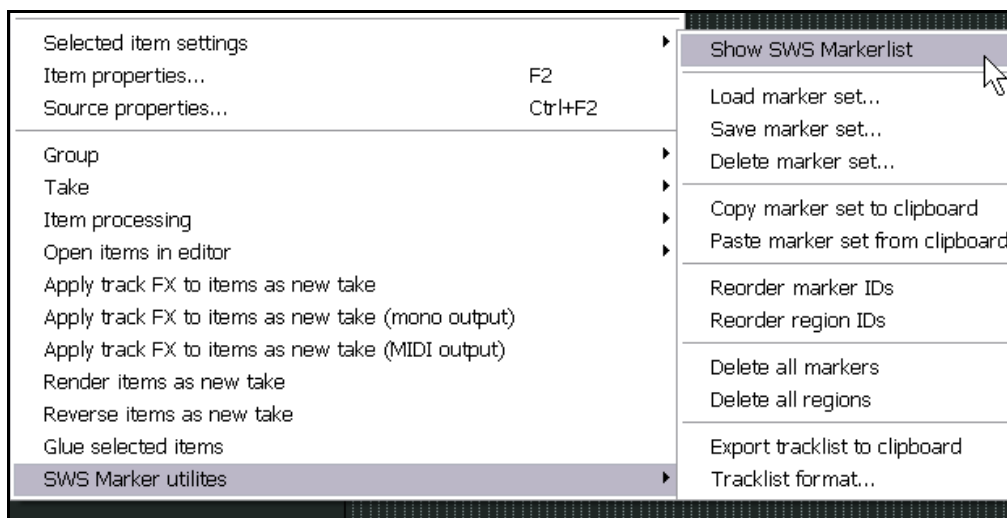 Selected item settings
Item properties... F2
Source properties... Ctrl+F2
Group
Take
Item processing
Open items in editor
Apply track FX to items as new take
Apply track FX to items as new take (mono output)
Apply track FX to items as new take (MIDI output)
Render items as new take
Reverse items as new take
Glue selected items
SWS Marker utilites
Show SWS Markerlist
Load marker set...
Save marker set...
Delete marker set...
Copy marker set to clipboard
Paste marker set from clipboard
Reorder marker IDs
Reorder region IDs
Delete all markers
Delete all regions
Export tracklist to clipboard
Tracklist format...